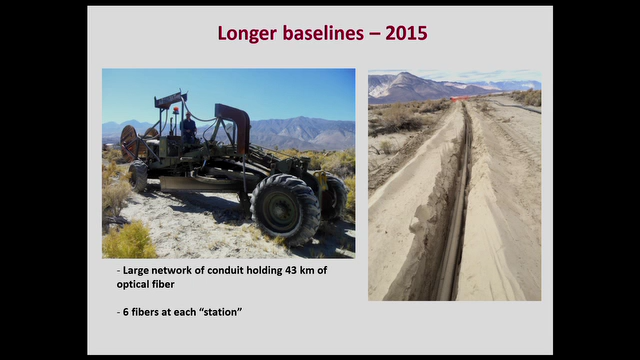 Longer baselines – 2015
- Large network of conduit holding 43 km of
optical fiber
- 6 fibers at each “station”